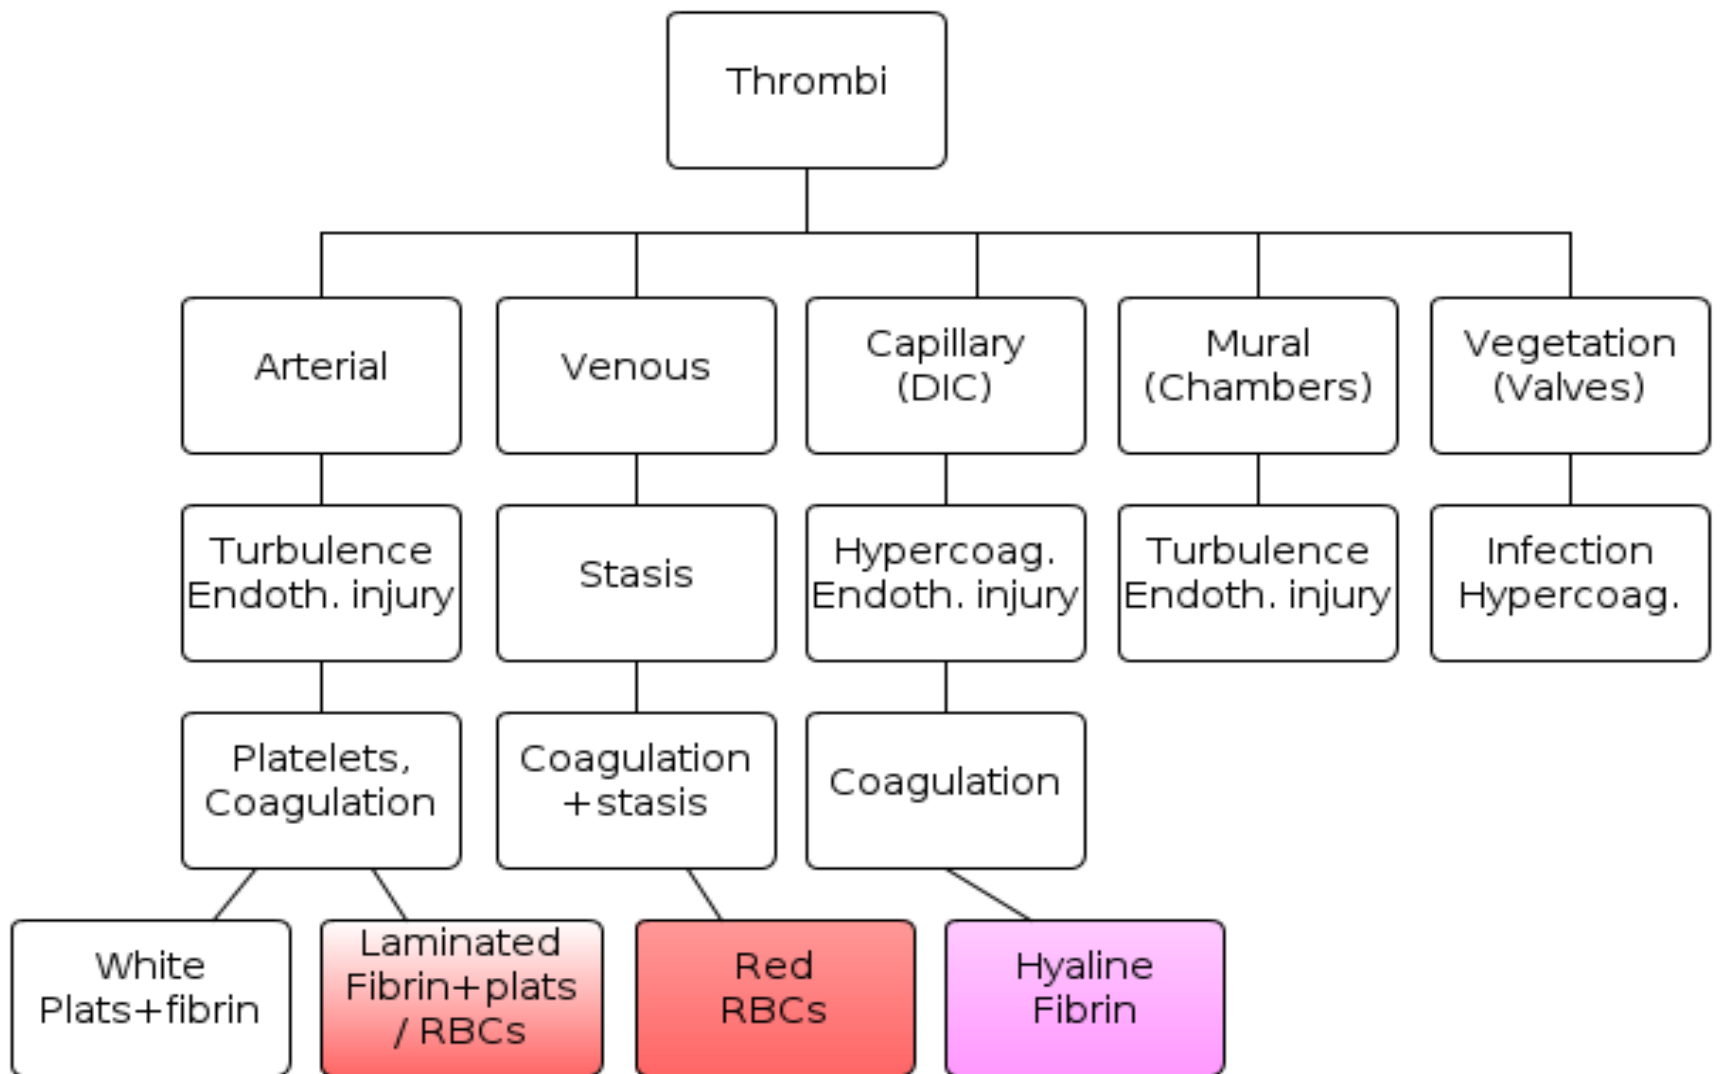 Thrombi
Arterial
Venous
Capillary
(DIC)
Mural
(Chambers)
Vegetation
(Valves)
Turbulence
Endoth. injury
Stasis
Hypercoag.
Endoth. injury
Turbulence
Endoth. injury
Infection
Hypercoag.
Platelets,
Coagulation
Coagulation
+stasis
Coagulation
White
Plats+fibrin
Laminated
Fibrin+plats
/ RBCs
Red
RBCs
Hyaline
Fibrin